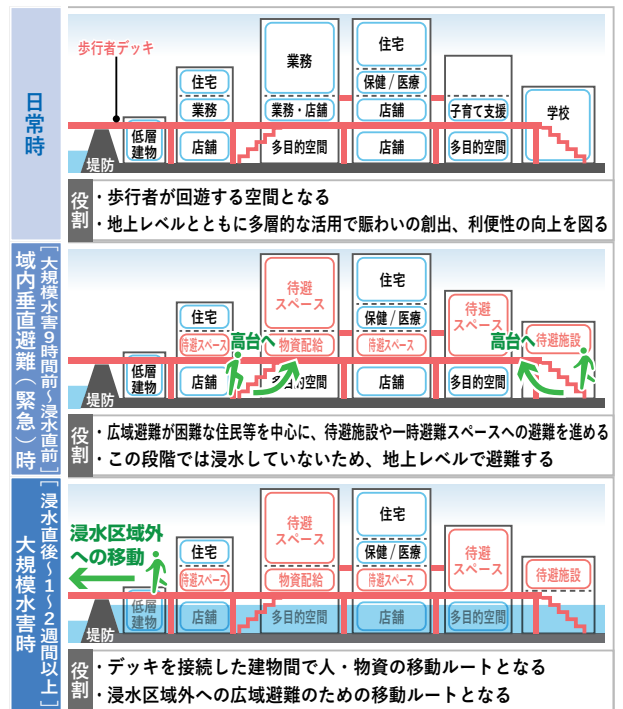 日常時
歩行者デッキ
堤防
低層
建物
住宅
業務
店舗
業務
業務・店舗
多目的空間
住宅
保健 / 医療
店舗
店舗
子育て支援
多目的空間
学校
役割
・歩行者が回遊する空間となる
・地上レベルとともに多層的な活用で賑わいの創出、利便性の向上を図る
域内垂直避難（緊急）時
［大規模水害9時間前～浸水直前］
堤防
低層
建物
住宅
待避スペース
店舗
待避
スペース
物資配給
多目的空間
高台へ
住宅
保健 / 医療
待避スペース
店舗
待避
スペース
多目的空間
高台へ
待避施設
役割
・広域避難が困難な住民等を中心に、待避施設や一時避難スペースへの避難を進める
・この段階では浸水していないため、地上レベルで避難する
大規模水害時
［浸水直後～1～2週間以上］
浸水区域外
への移動
堤防
低層
建物
住宅
待避スペース
店舗
待避
スペース
物資配給
多目的空間
住宅
保健 / 医療
待避スペース
店舗
待避
スペース
多目的空間
待避施設
役割
・デッキを接続した建物間で人・物資の移動ルートとなる
・浸水区域外への広域避難のための移動ルートとなる